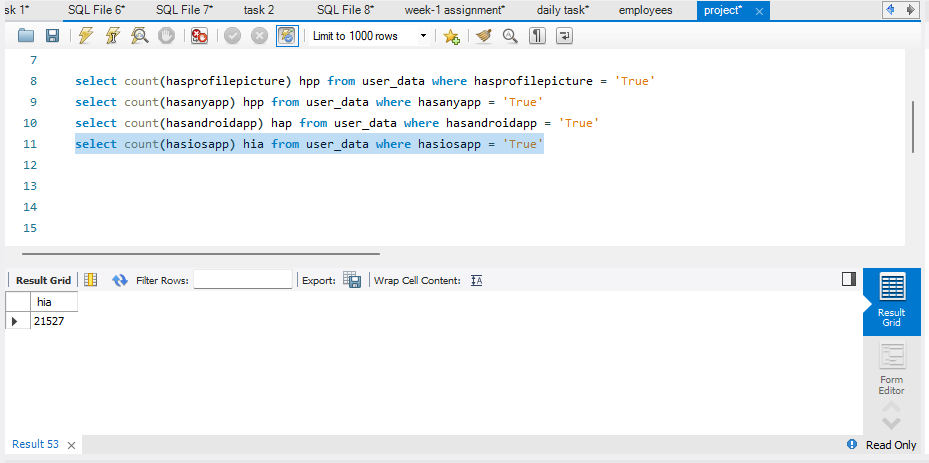 sk 1* SQL File 6* SQL File 7* task 2 SQL File 8* week-1 assignment* daily task* employees project*
Limit to 1000 rows
7
8 select count(hasprofilepicture) hpp from user_data where hasprofilepicture = 'True'
9 select count(hasanyapp) hpp from user_data where hasanyapp = 'True'
10 select count(hasandroidapp) hap from user_data where hasandroidapp = 'True'
11 select count(hasiosapp) hia from user_data where hasiosapp = 'True'
12
13
14
15
Result Grid Filter Rows: Export: Wrap Cell Content:
hia
21527
Result
Grid
Form
Editor
Result 53 Read Only